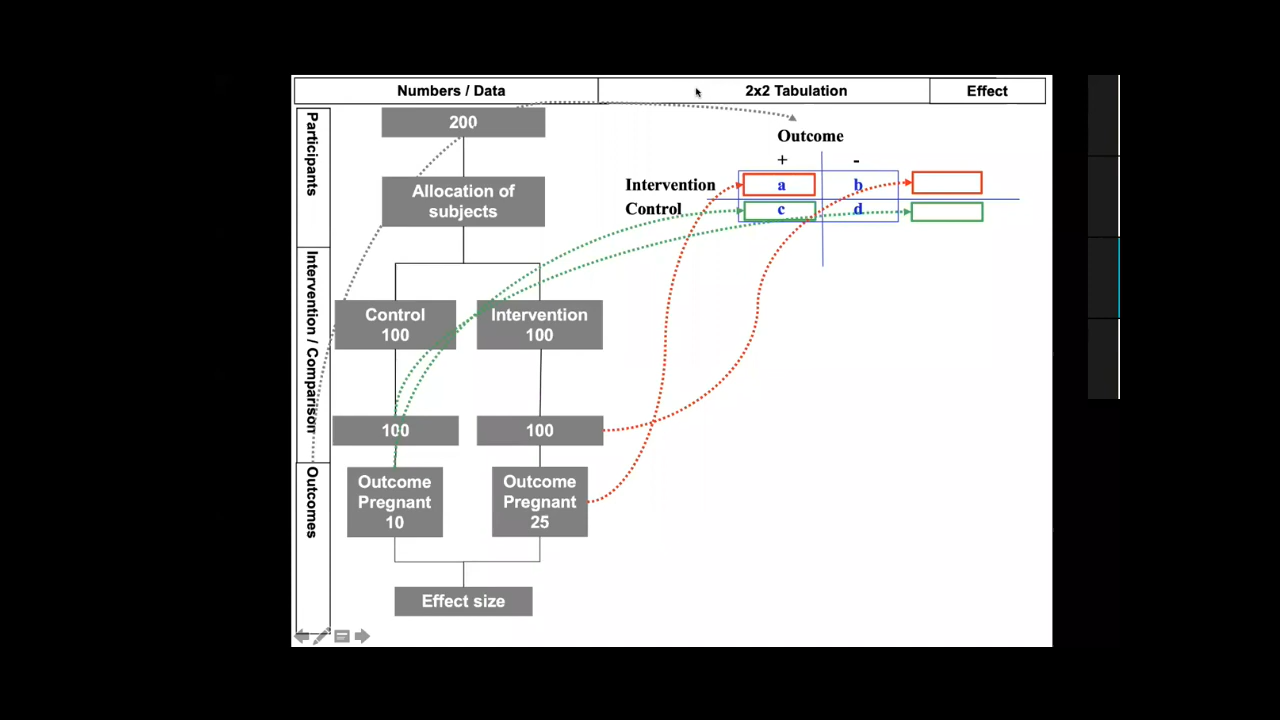 Numbers / Data
2x2 Tabulation
Effect
Participants
200
Allocation of
subjects
Outcome
+ -
Intervention a b
Control c d
Intervention / Comparison
Control
100
Intervention
100
100
100
Outcomes
Outcome
Pregnant
10
Outcome
Pregnant
25
Effect size